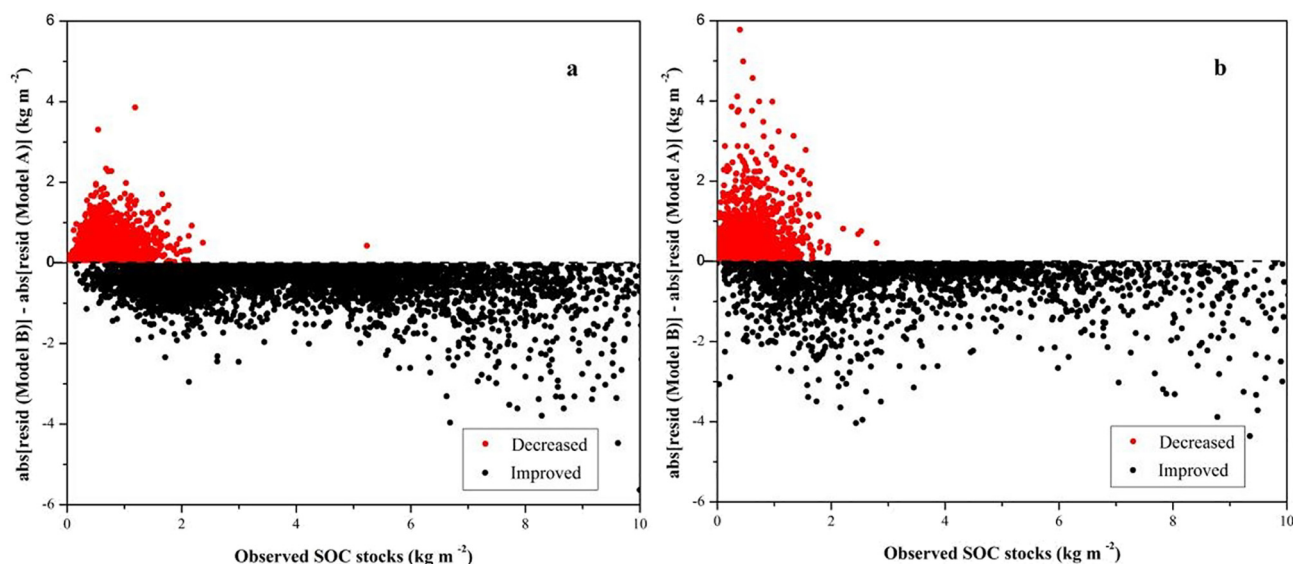 a
abs[resid (Model B)] - abs[resid (Model A)] (kg m -2)
6
4
2
0
-2
-4
-6
Decreased
Improved
0 2 4 6 8 10
Observed SOC stocks (kg m -2)
b
abs[resid (Model B)] - abs[resid (Model A)] (kg m -2)
6
4
2
0
-2
-4
-6
Decreased
Improved
0 2 4 6 8 10
Observed SOC stocks (kg m -2)